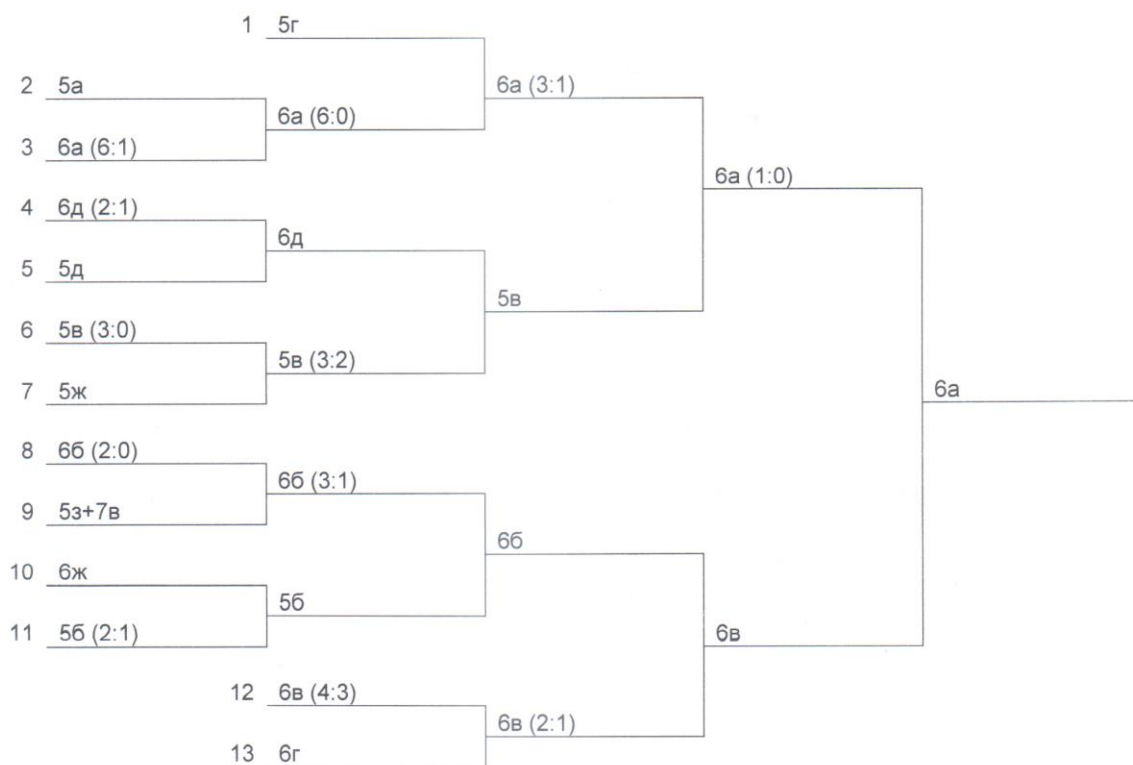 1 5г
2 5а
6а (3:1)
6а (6:0)
3 6а (6:1)
6а (1:0)
4 6д (2:1)
6д
5 5д
5в
6 5в (3:0)
5в (3:2)
7 5ж
6а
8 6б (2:0)
6б (3:1)
9 5з+7в
6б
10 6ж
5б
11 5б (2:1)
6в
12 6в (4:3)
6в (2:1)
13 6г